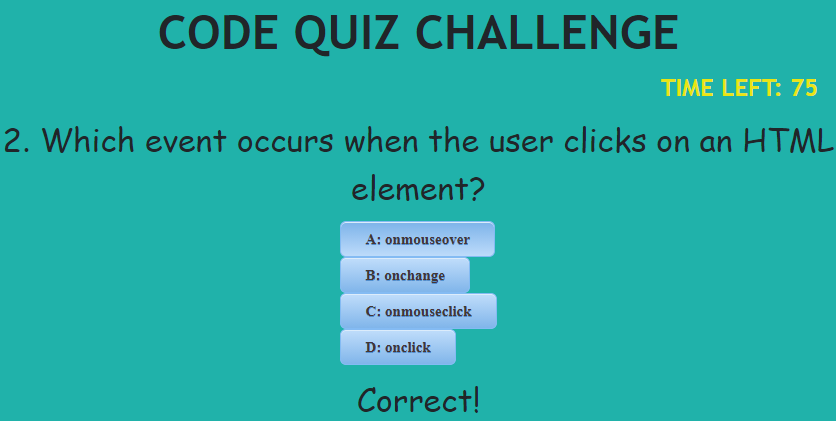 CODE QUIZ CHALLENGE
TIME LEFT: 75
2. Which event occurs when the user clicks on an HTML
element?
A: onmouseover
B: onchange
C: onmouseclick
D: onclick
Correct!